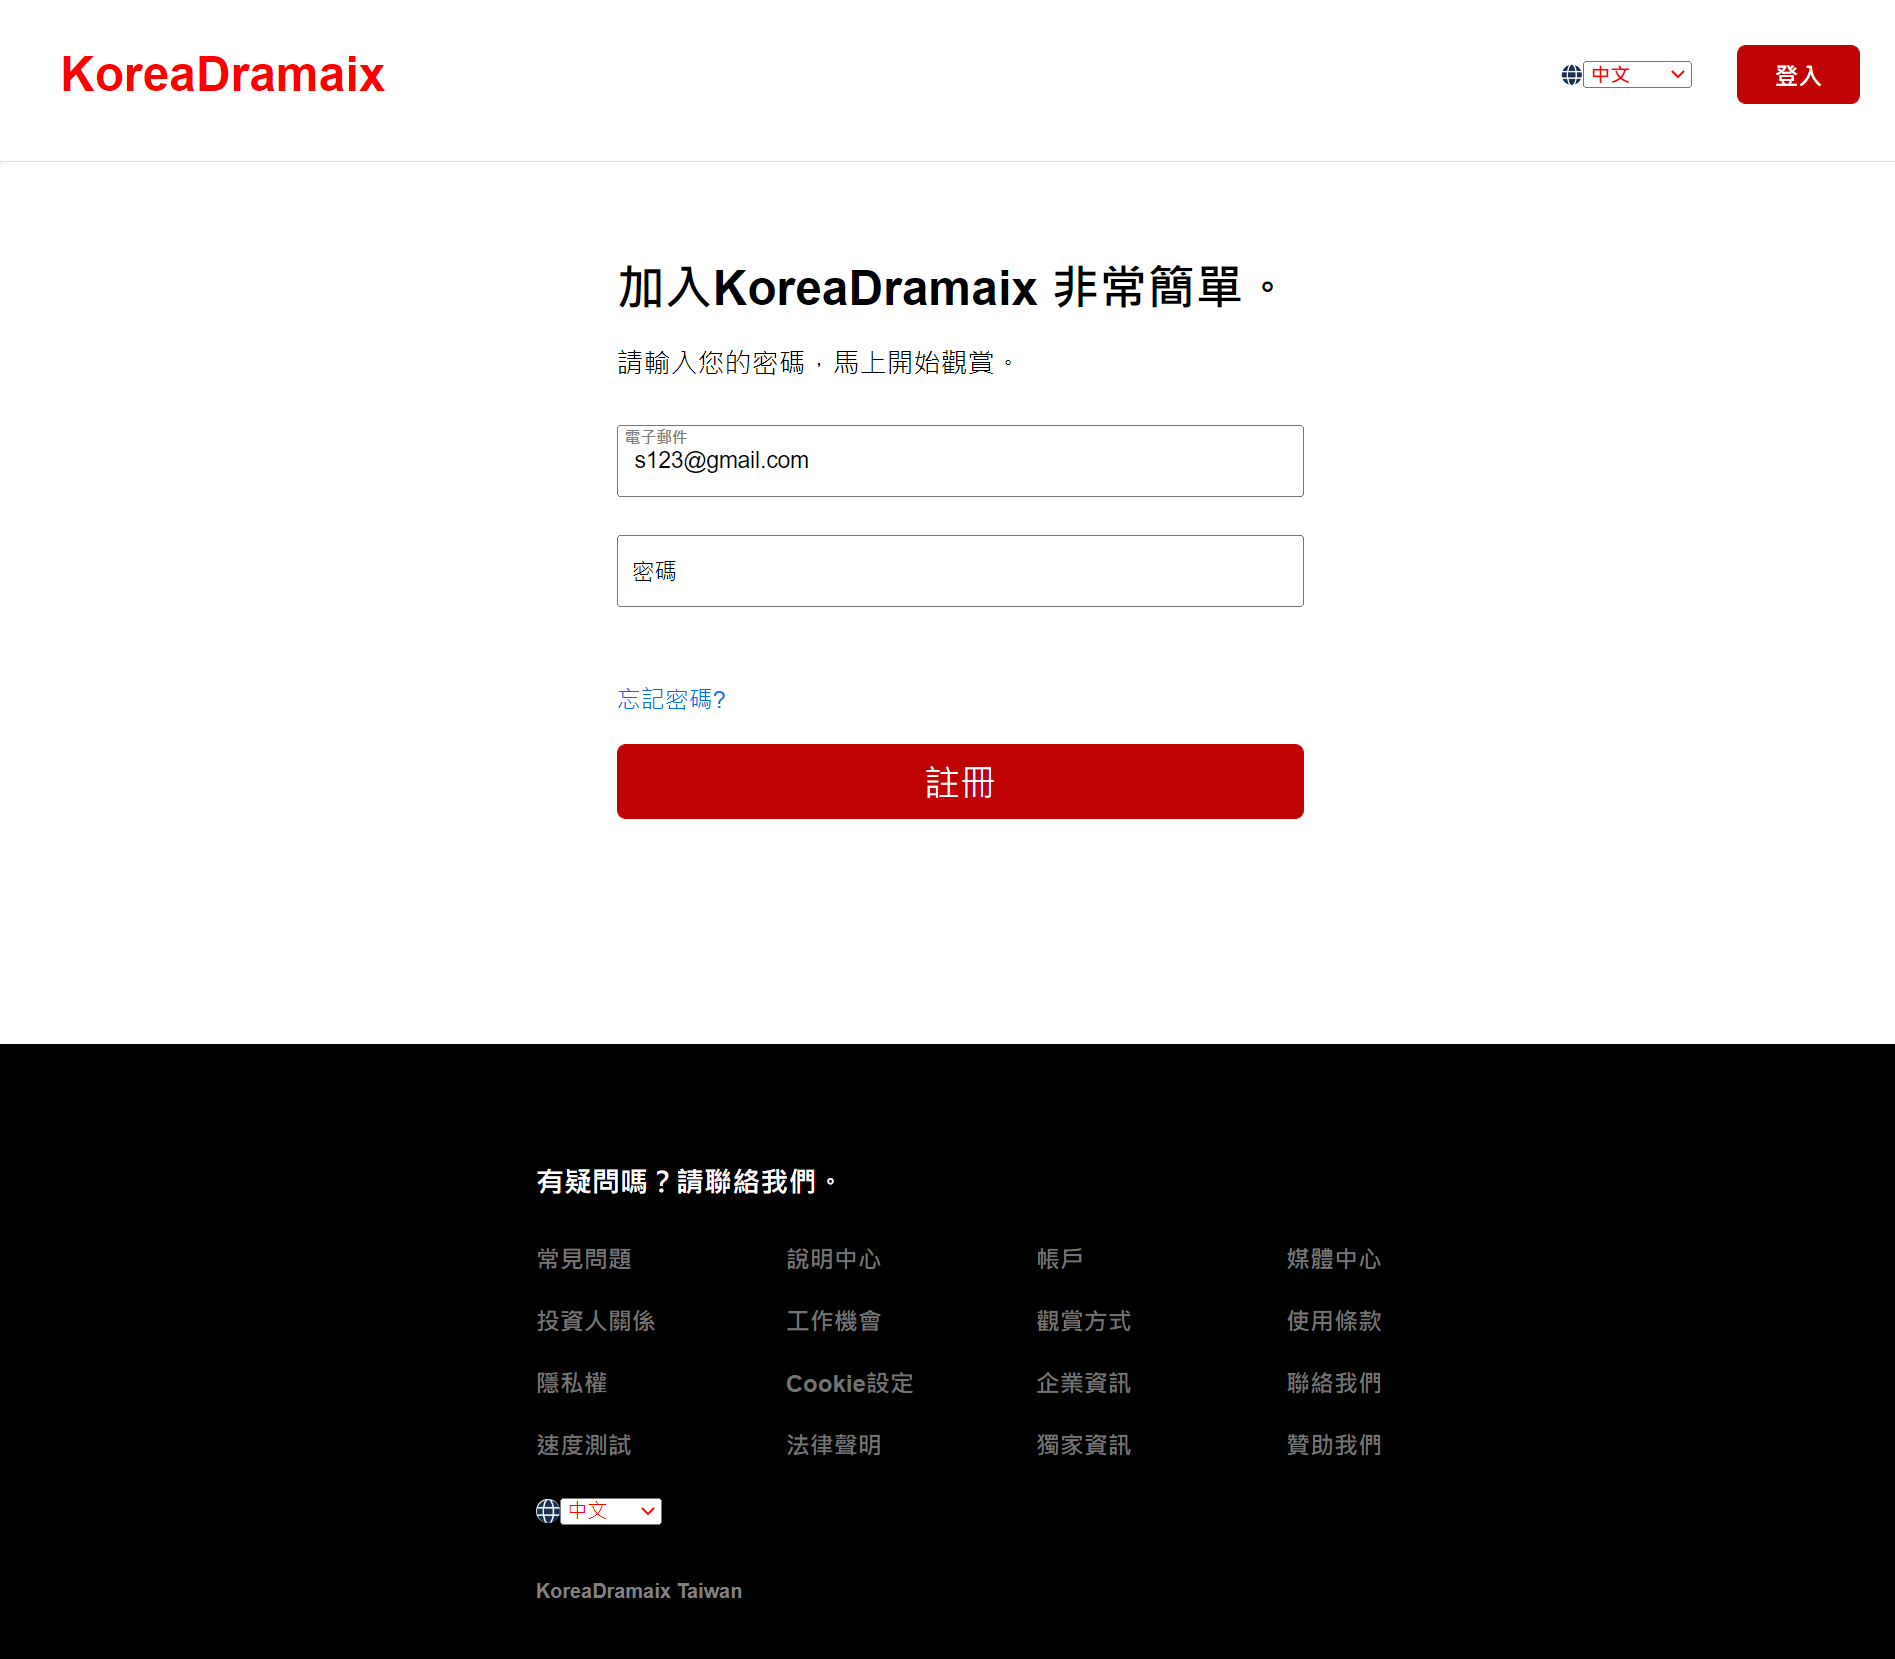 KoreaDramaix
中文
登入
加入KoreaDramaix 非常簡單。
請輸入您的密碼，馬上開始觀賞。
電子郵件
s123@gmail.com
密碼
忘記密碼?
註冊
有疑問嗎？請聯絡我們。
常見問題 說明中心 帳戶 媒體中心
投資人關係 工作機會 觀賞方式 使用條款
隱私權 Cookie設定 企業資訊 聯絡我們
速度測試 法律聲明 獨家資訊 贊助我們
中文
KoreaDramaix Taiwan